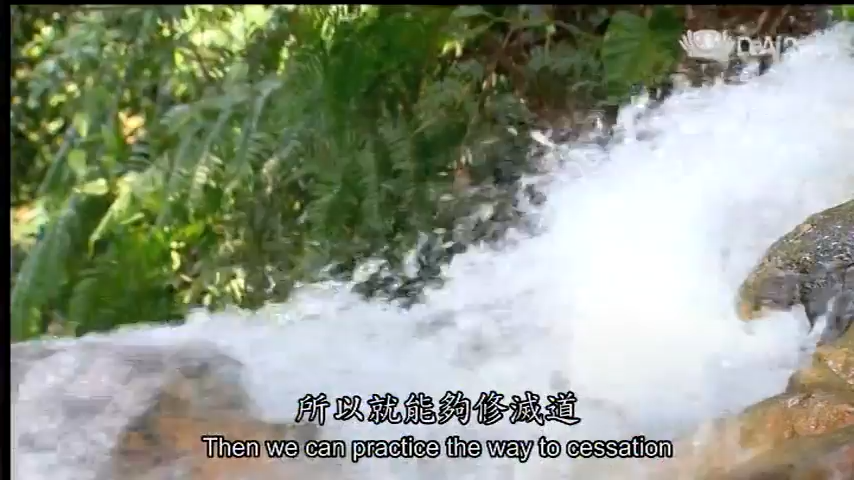 所以就能夠修滅道
Then we can practice the way to cessation